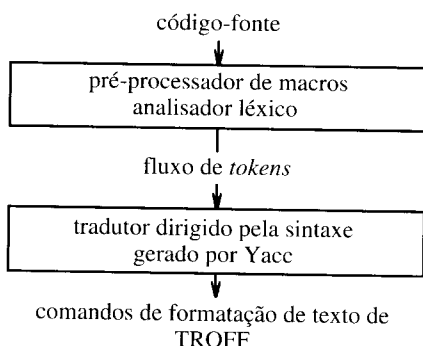 código-fonte
pré-processador de macros
analisador léxico
fluxo de tokens
tradutor dirigido pela sintaxe
gerado por Yacc
comandos de formatação de texto de
TROFF